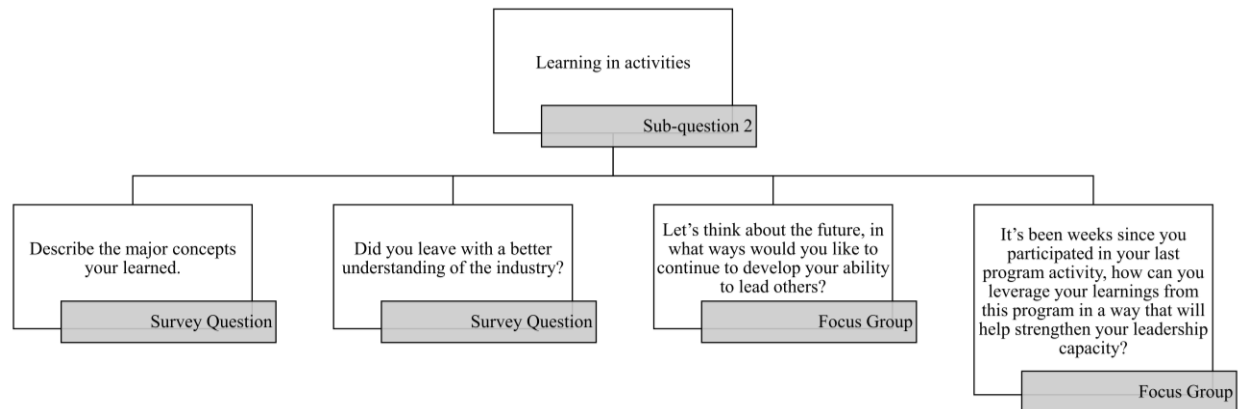 Learning in activities
Sub-question 2
Describe the major concepts
your learned.
Survey Question
Did you leave with a better
understanding of the industry?
Survey Question
Let’s think about the future, in
what ways would you like to
continue to develop your ability
to lead others?
Focus Group
It’s been weeks since you
participated in your last
program activity, how can you
leverage your learnings from
this program in a way that will
help strengthen your leadership
capacity?
Focus Group